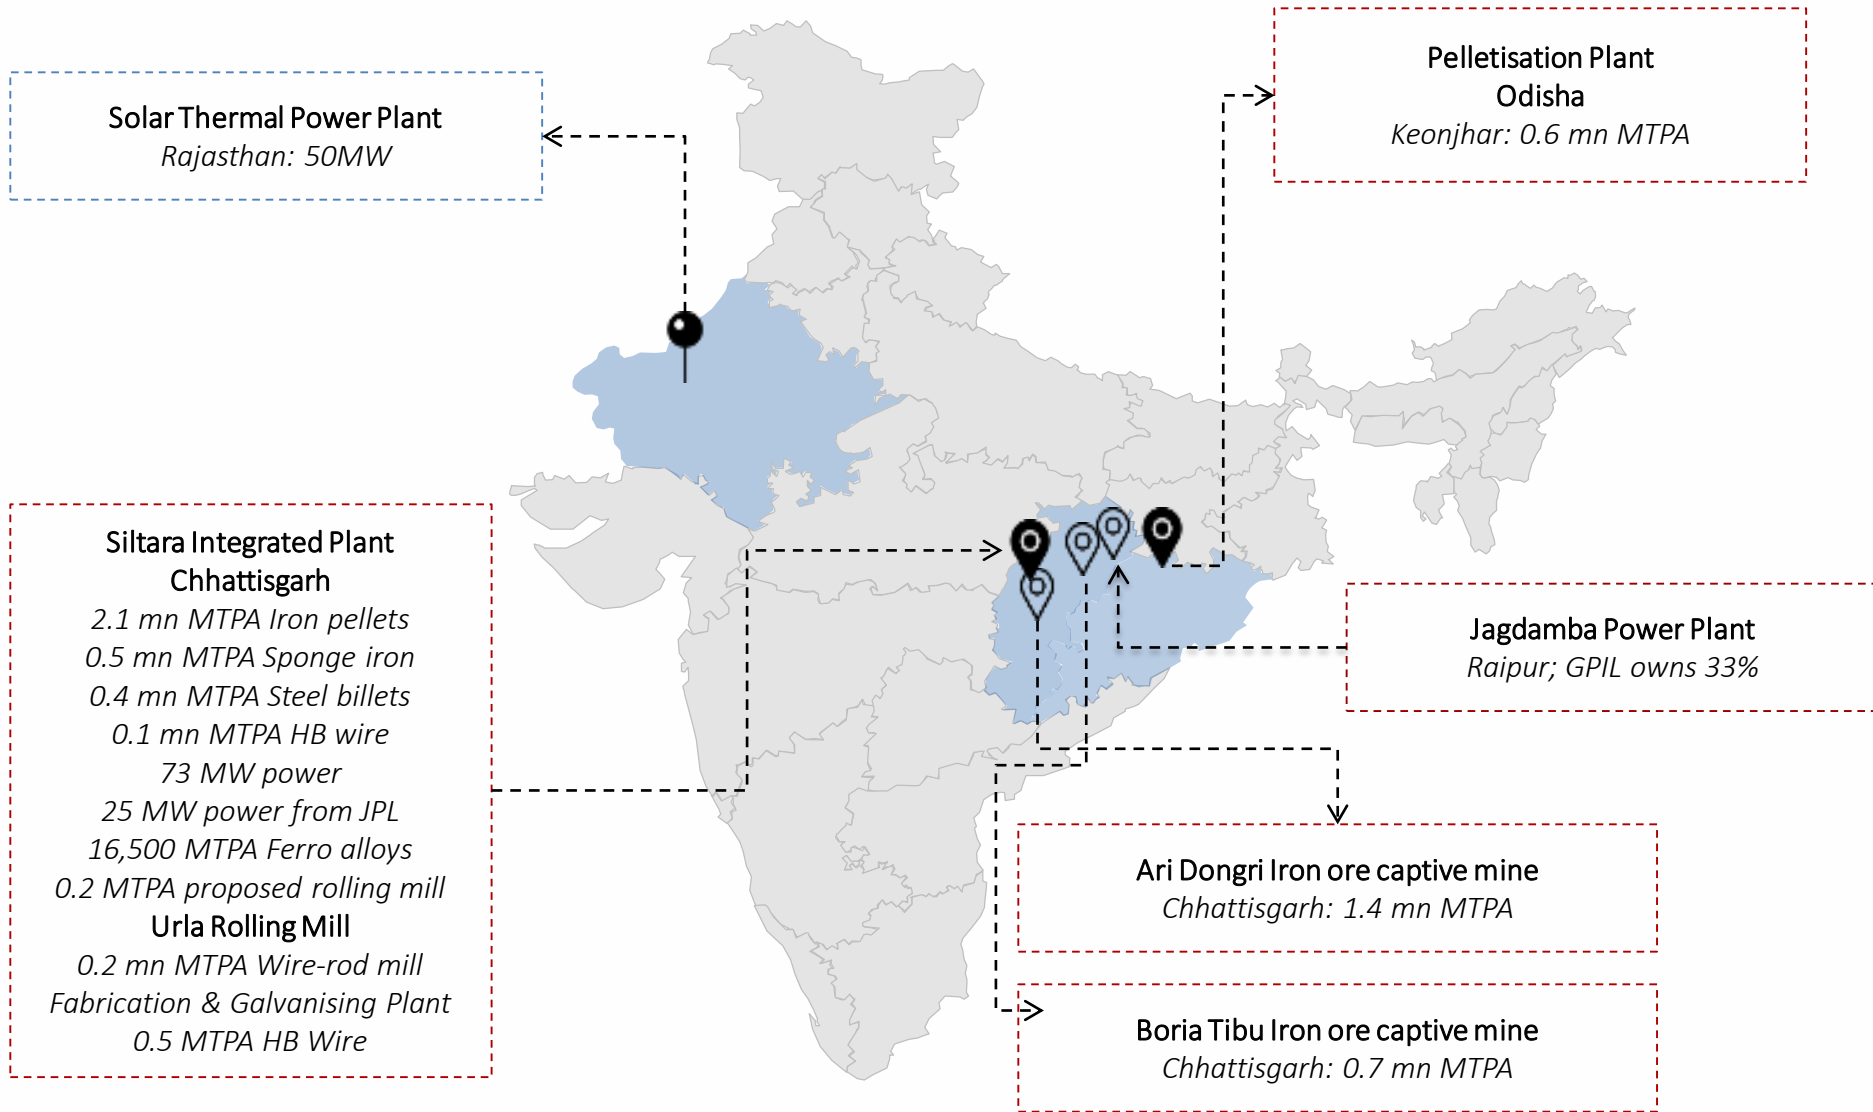 Solar Thermal Power Plant
Rajasthan: 50MW
Pelletisation Plant
Odisha
Keonjhar: 0.6 mn MTPA
Siltara Integrated Plant
Chhattisgarh
2.1 mn MTPA Iron pellets
0.5 mn MTPA Sponge iron
0.4 mn MTPA Steel billets
0.1 mn MTPA HB wire
73 MW power
25 MW power from JPL
16,500 MTPA Ferro alloys
0.2 MTPA proposed rolling mill
Urla Rolling Mill
0.2 mn MTPA Wire-rod mill
Fabrication & Galvanising Plant
0.5 MTPA HB Wire
Jagdamba Power Plant
Raipur; GPIL owns 33%
Ari Dongri Iron ore captive mine
Chhattisgarh: 1.4 mn MTPA
Boria Tibu Iron ore captive mine
Chhattisgarh: 0.7 mn MTPA